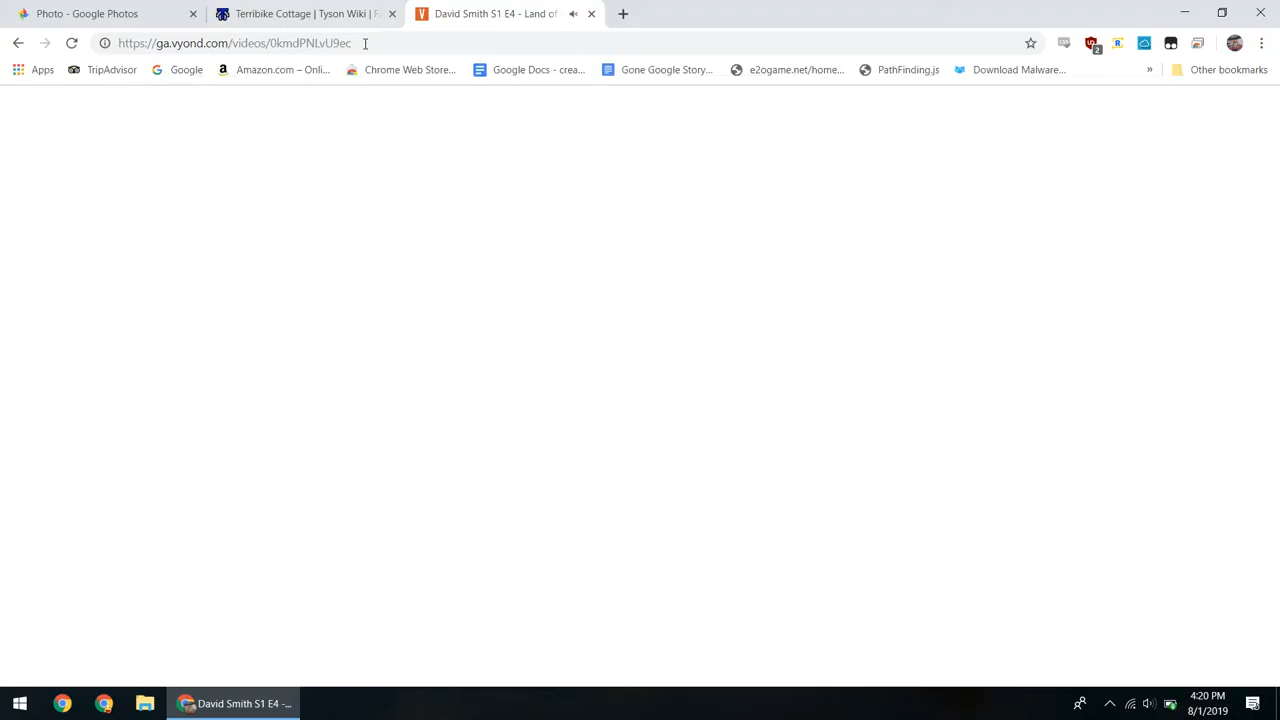 Photo - Google Photos
Terribike Cottage | Tyson Wiki | Fa
David Smith S1 E4 - Land of
https://ga.vyond.com/videos/0kmdPNLvU9ec
2
Apps
TripAdvisor
Google
Amazon.com – Onli...
Chrome Web Store...
Google Docs - crea...
Gone Google Story...
e2ogame.net/home...
PathFinding.js
Download Malware...
»
Other bookmarks
David Smith S1 E4 -...
4:20 PM
8/1/2019